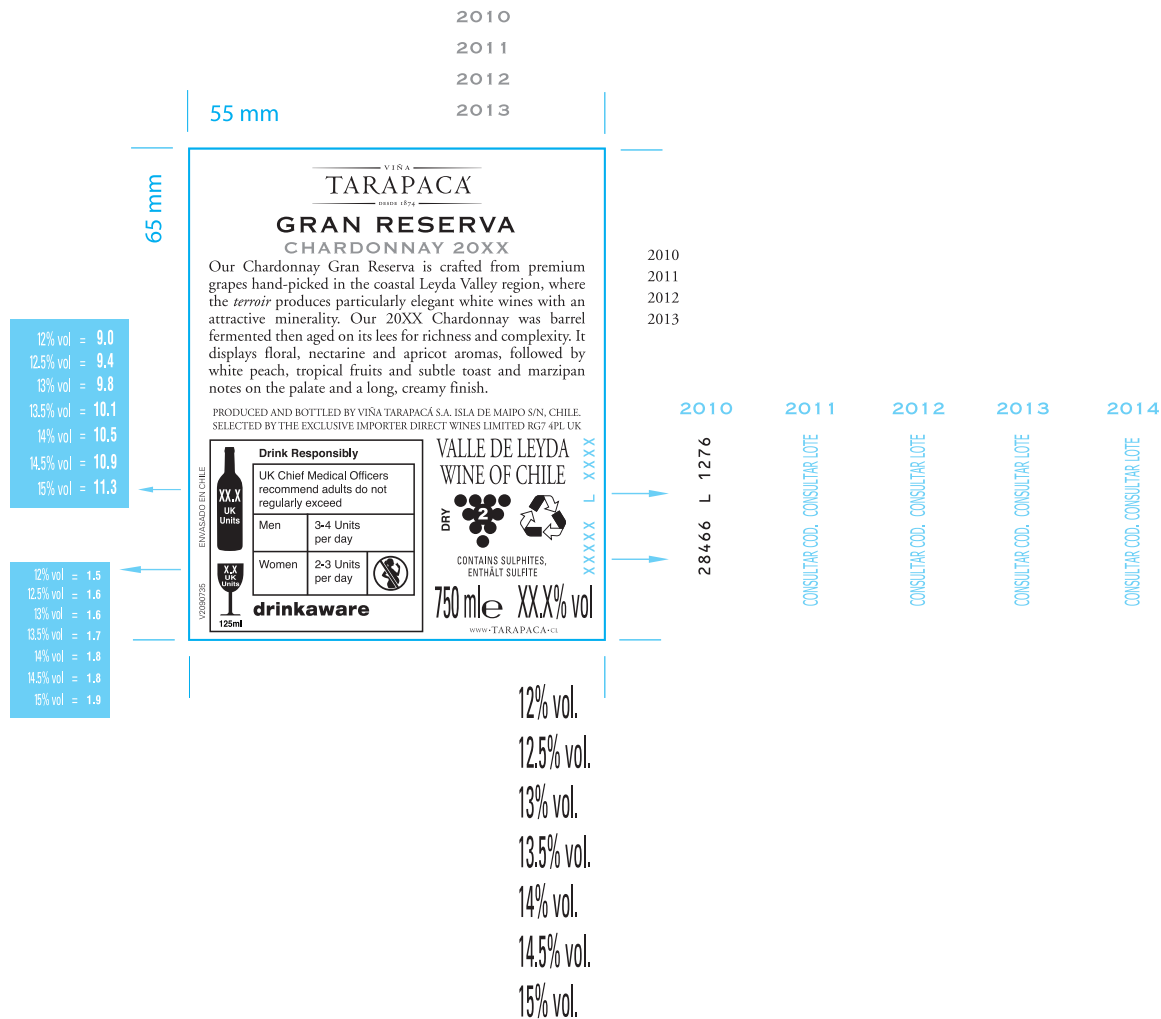 2010
2011
2012
2013
55 mm
65 mm
VIÑA
TARAPACÁ
DESDE 1874
GRAN RESERVA
CHARDONNAY 20XX
Our Chardonnay Gran Reserva is crafted from premium
grapes hand-picked in the coastal Leyda Valley region, where
the terroir produces particularly elegant white wines with an
attractive minerality. Our 20XX Chardonnay was barrel
fermented then aged on its lees for richness and complexity. It
displays floral, nectarine and apricot aromas, followed by
white peach, tropical fruits and subtle toast and marzipan
notes on the palate and a long, creamy finish.
PRODUCED AND BOTTLED BY VIÑA TARAPACÁ S.A. ISLA DE MAIPO S/N, CHILE.
SELECTED BY THE EXCLUSIVE IMPORTER DIRECT WINES LIMITED RG7 4PL UK
ENVASADO EN CHILE
V2090735
XX.X
UK
Units
X.X
UK
Units
125ml
Drink Responsibly
UK Chief Medical Officers
recommend adults do not
regularly exceed
Men
3-4 Units
per day
Women
2-3 Units
per day
drinkaware
VALLE DE LEYDA
WINE OF CHILE
DRY
2
CONTAINS SULPHITES,
ENTHÄLT SULFITE
750 ml℮ XX.X% vol
WWW·TARAPACA·CL
XXXXX L XXXX
2010
2011
2012
2013
12% vol = 9.0
12.5% vol = 9.4
13% vol = 9.8
13.5% vol = 10.1
14% vol = 10.5
14.5% vol = 10.9
15% vol = 11.3
12% vol = 1.5
12.5% vol = 1.6
13% vol = 1.6
13.5% vol = 1.7
14% vol = 1.8
14.5% vol = 1.8
15% vol = 1.9
2010
28466 L 1276
2011
CONSULTAR COD. CONSULTAR LOTE
2012
CONSULTAR COD. CONSULTAR LOTE
2013
CONSULTAR COD. CONSULTAR LOTE
2014
CONSULTAR COD. CONSULTAR LOTE
12% vol.
12.5% vol.
13% vol.
13.5% vol.
14% vol.
14.5% vol.
15% vol.